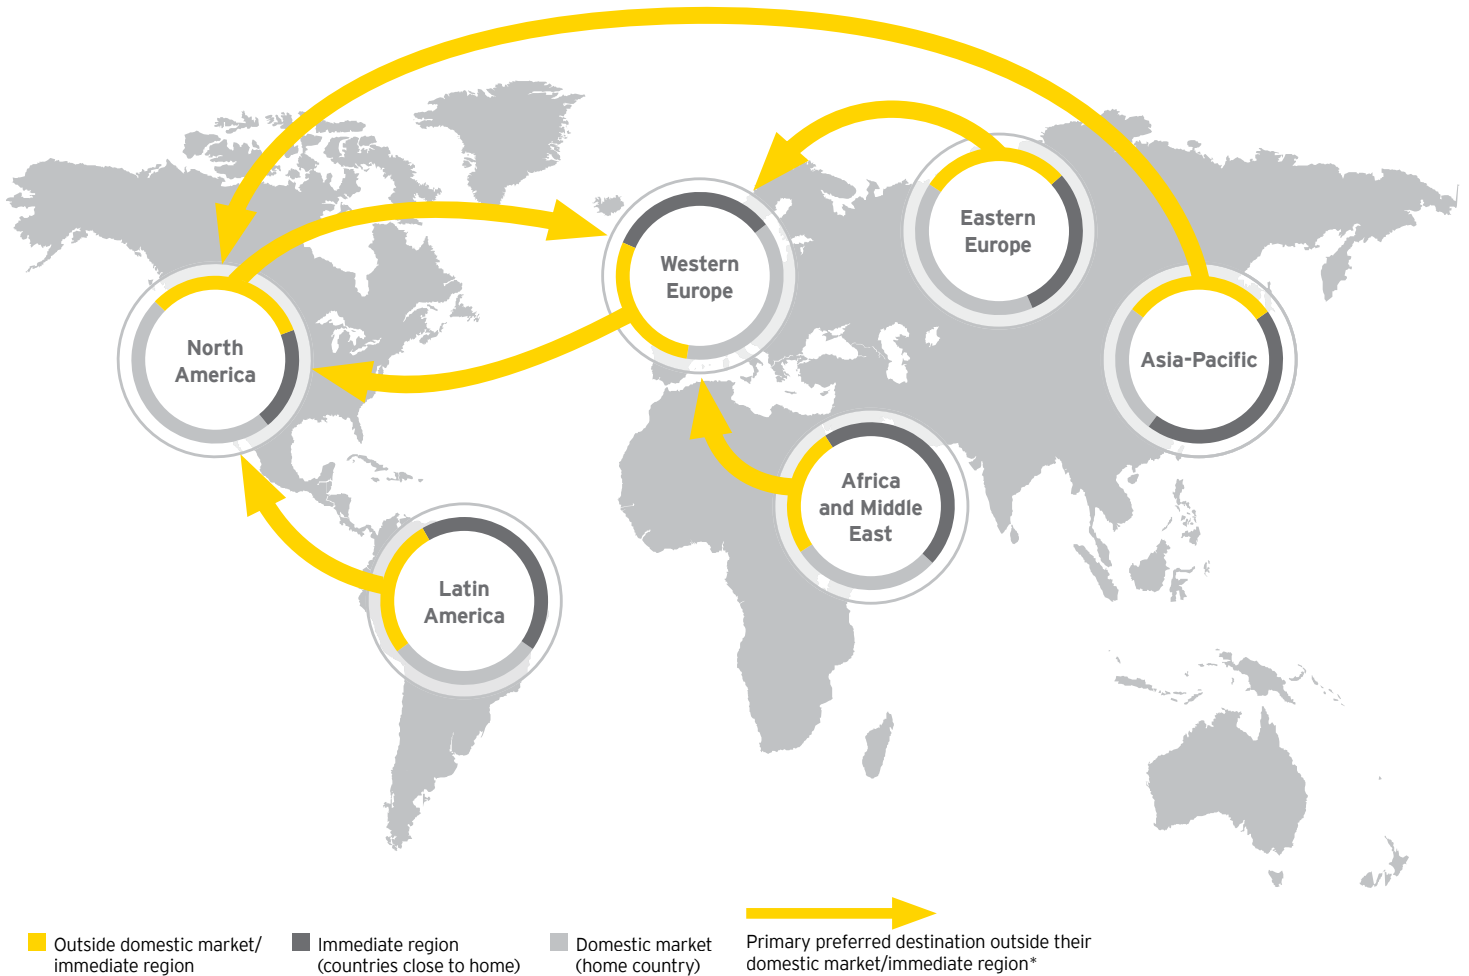 Western
Europe
Eastern
Europe
North
America
Asia-Pacific
Africa
and Middle
East
Latin
America
Outside domestic market/
immediate region
Immediate region
(countries close to home)
Domestic market
(home country)
Primary preferred destination outside their
domestic market/immediate region*